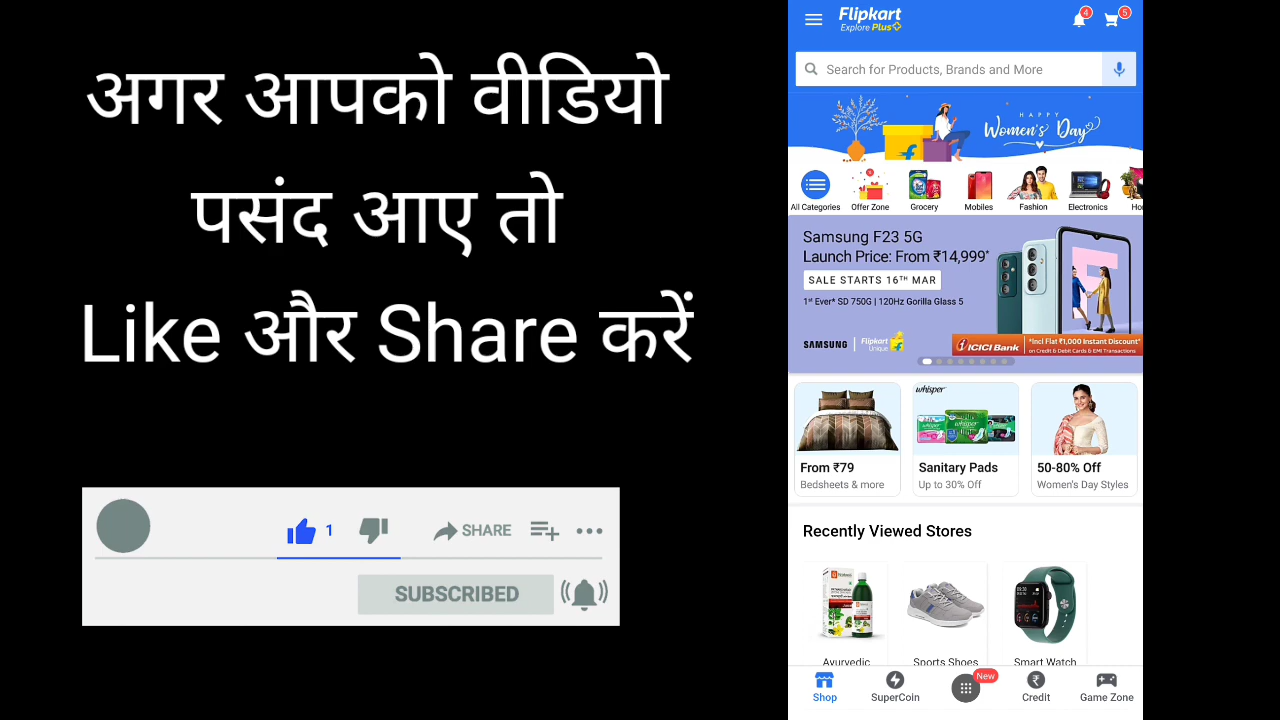 अगर आपको वीडियो
पसंद आए तो
Like और Share करें
1
SHARE
SUBSCRIBED
Flipkart
Explore Plus
4
5
Search for Products, Brands and More
HAPPY
Women's Day
All Categories
Offer Zone
Grocery
Mobiles
Fashion
Electronics
Ho
Samsung F23 5G
Launch Price: From ₹14,999*
SALE STARTS 16TH MAR
1st Ever* SD 750G | 120Hz Gorilla Glass 5
SAMSUNG
Flipkart
Unique
ICICI Bank
*Incl Flat ₹1,000 Instant Discount*
on Credit & Debit Cards & EMI Transactions
whisper
From ₹79
Bedsheets & more
Sanitary Pads
Up to 30% Off
50-80% Off
Women's Day Styles
Recently Viewed Stores
Ayurvedic
Sports Shoes
Smart Watch
Shop
SuperCoin
New
Credit
Game Zone